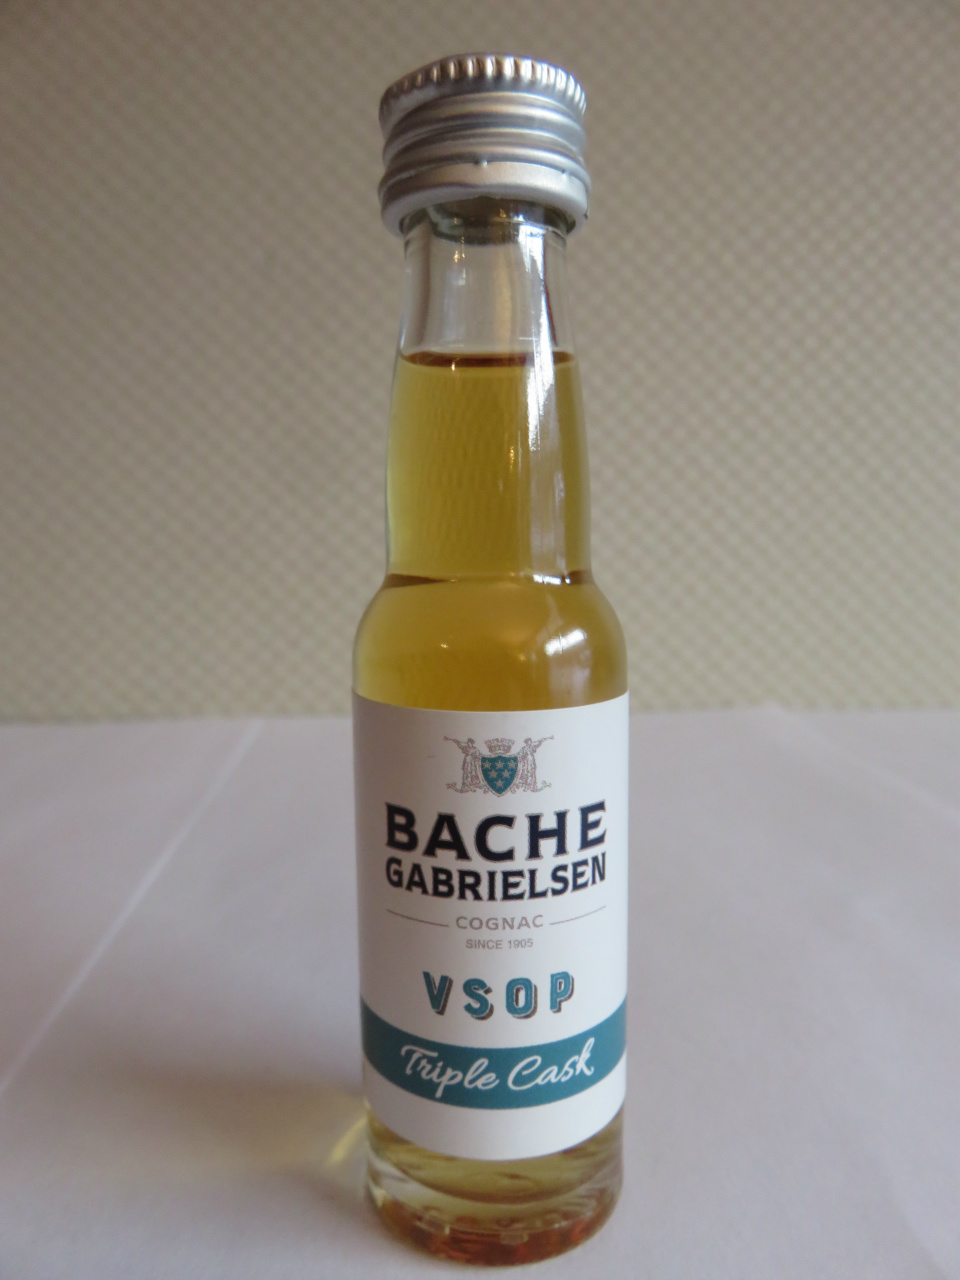 BACHE
GABRIELSEN
COGNAC
SINCE 1905
VSOP
Triple Cask